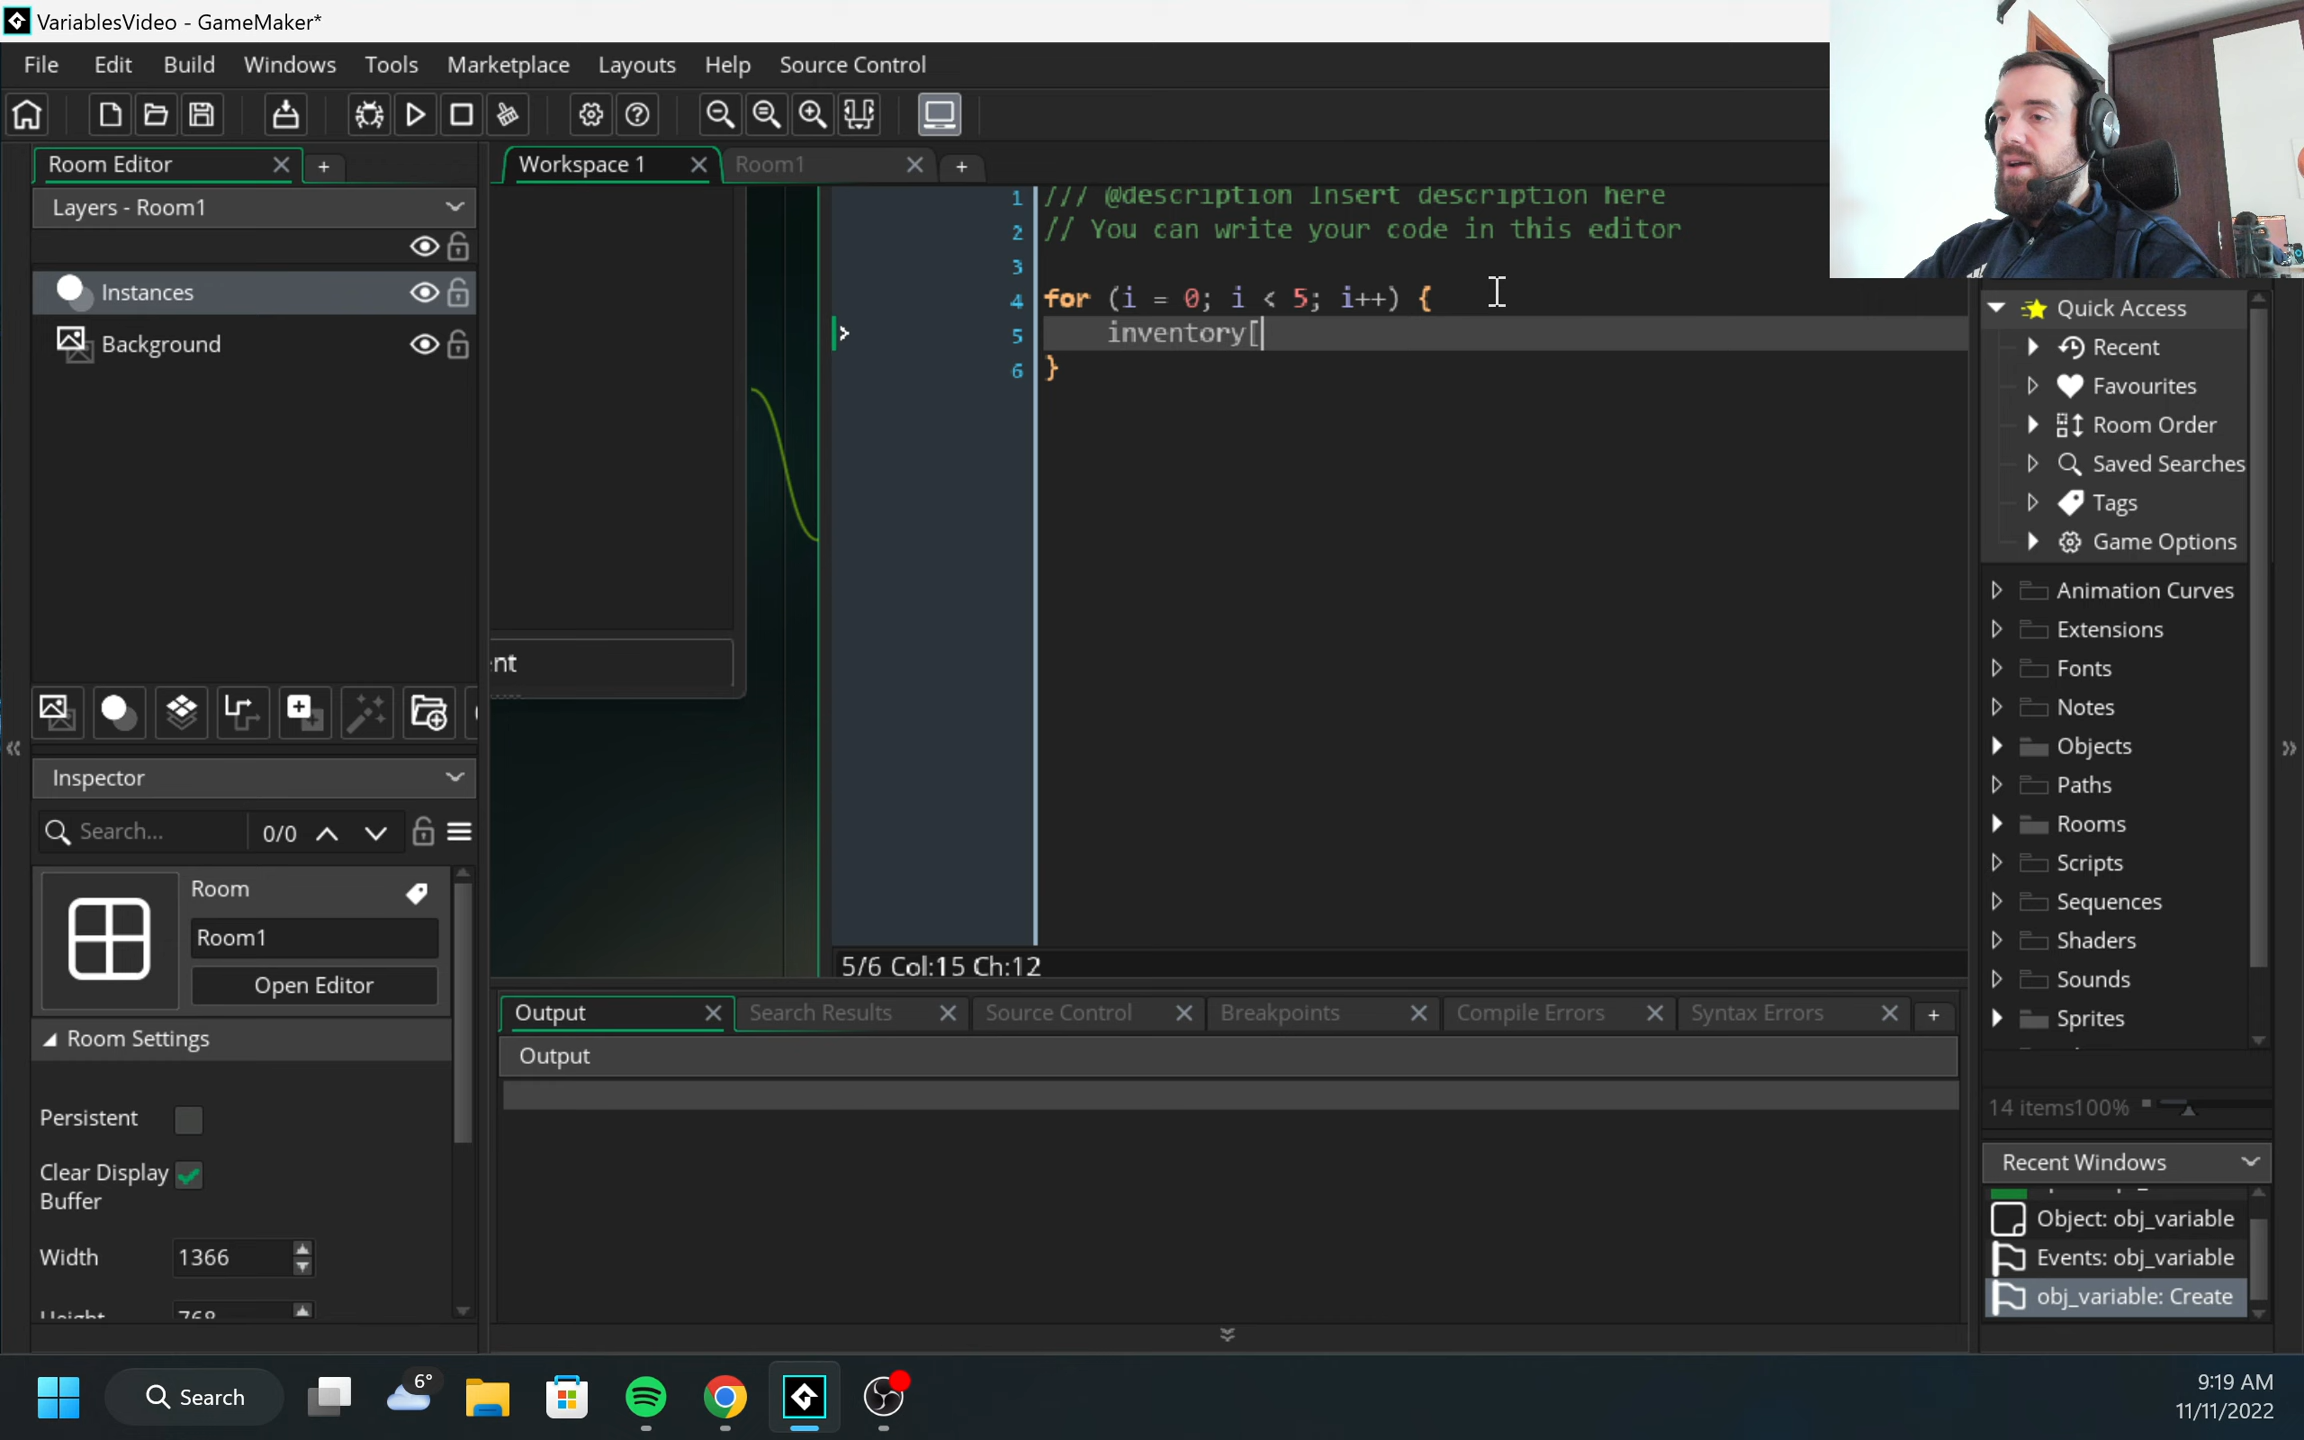 VariablesVideo - GameMaker*
File Edit Build Windows Tools Marketplace Layouts Help Source Control
Room Editor
Layers - Room1
Instances
Background
Inspector
Search... 0/0
Room
Room1
Open Editor
Room Settings
Persistent
Clear Display
Buffer
Width 1366
Height 768
Workspace 1 Room1
nt
1 /// @description Insert description here
2 // You can write your code in this editor
3
4 for (i = 0; i < 5; i++) {
5 inventory[
6 }
5/6 Col:15 Ch:12
Output Search Results Source Control Breakpoints Compile Errors Syntax Errors
Output
Quick Access
Recent
Favourites
Room Order
Saved Searches
Tags
Game Options
Animation Curves
Extensions
Fonts
Notes
Objects
Paths
Rooms
Scripts
Sequences
Shaders
Sounds
Sprites
14 items 100%
Recent Windows
Object: obj_variable
Events: obj_variable
obj_variable: Create
Search
6°
9:19 AM
11/11/2022